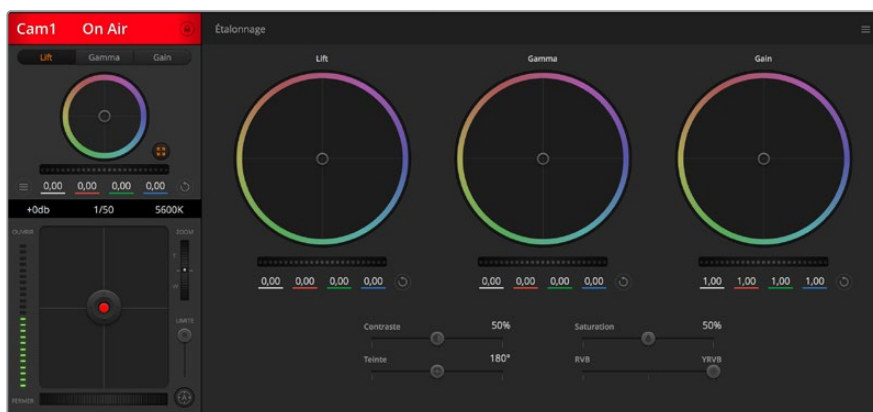 Cam1 On Air
Étalonnage
Lift Gamma Gain
Lift
Gamma
Gain
0,00 0,00 0,00 0,00
+0db 1/50 5600K
OUVRIR
ZOOM
T
W
LIMITE
FERMER
A
0,00 0,00 0,00 0,00
0,00 0,00 0,00 0,00
1,00 1,00 1,00 1,00
Contraste 50%
Saturation 50%
Teinte 180°
RVB YRVB